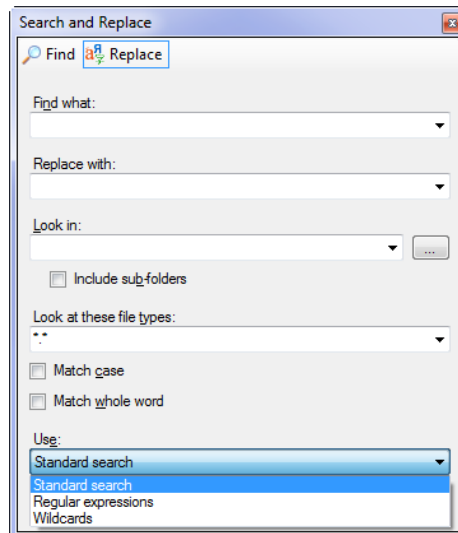 Search and Replace
Find Replace
Find what:
Replace with:
Look in:
...
Include sub-folders
Look at these file types:
*.*
Match case
Match whole word
Use:
Standard search
Standard search
Regular expressions
Wildcards